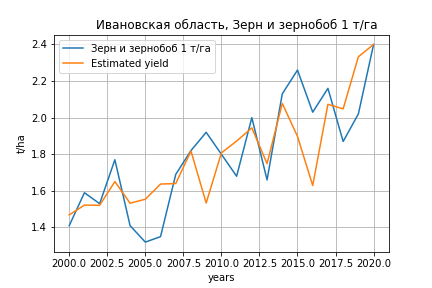 Ивановская область, Зерн и зернобоб 1 т/га
Зерн и зернобоб 1 т/га
Estimated yield
t/ha
2.4
2.2
2.0
1.8
1.6
1.4
2000.0 2002.5 2005.0 2007.5 2010.0 2012.5 2015.0 2017.5 2020.0
years